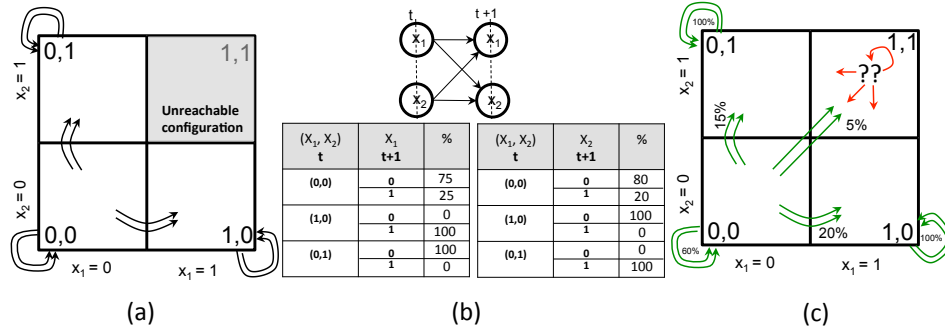 0,1
1,1
Unreachable
configuration
x₂ = 1
x₂ = 0
0,0
1,0
x₁ = 0
x₁ = 1
(a)
t
t +1
X₁
X₁
X₂
X₂
(X₁, X₂) t
X₁ t+1
%
(0,0)
0
75
1
25
(1,0)
0
0
1
100
(0,1)
0
100
1
0
(X₁, X₂) t
X₂ t+1
%
(0,0)
0
80
1
20
(1,0)
0
100
1
0
(0,1)
0
0
1
100
(b)
100%
0,1
1,1
??
x₂ = 1
15%
5%
x₂ = 0
0,0
1,0
60%
20%
100%
x₁ = 0
x₁ = 1
(c)